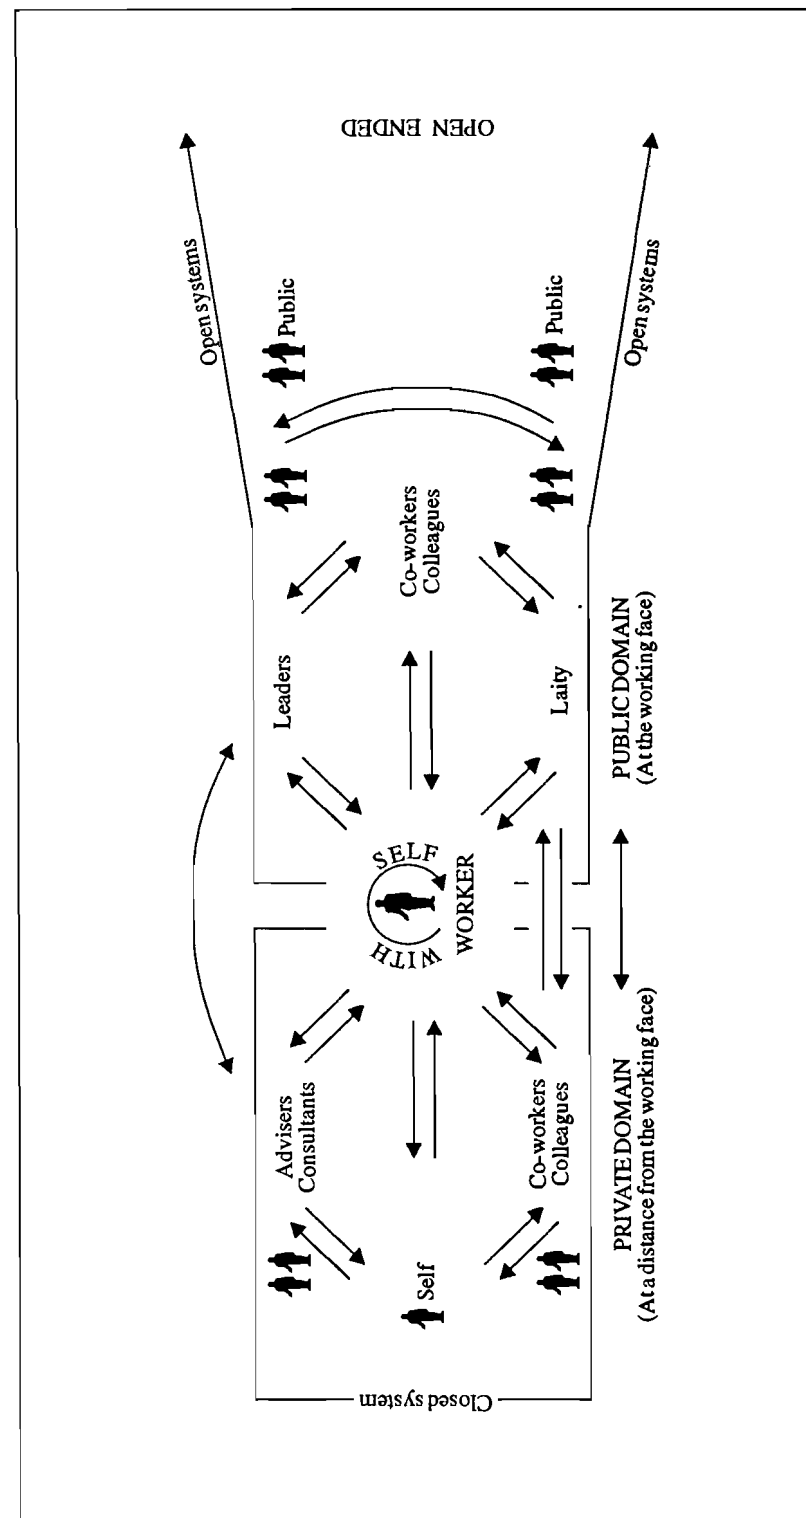 Closed system
Advisers
Consultants
Self
Co-workers
Colleagues
WITH SELF
WORKER
Leaders
Laity
Co-workers
Colleagues
Public
Public
Open systems
Open systems
OPEN ENDED
PRIVATE DOMAIN
(At a distance from the working face)
PUBLIC DOMAIN
(At the working face)